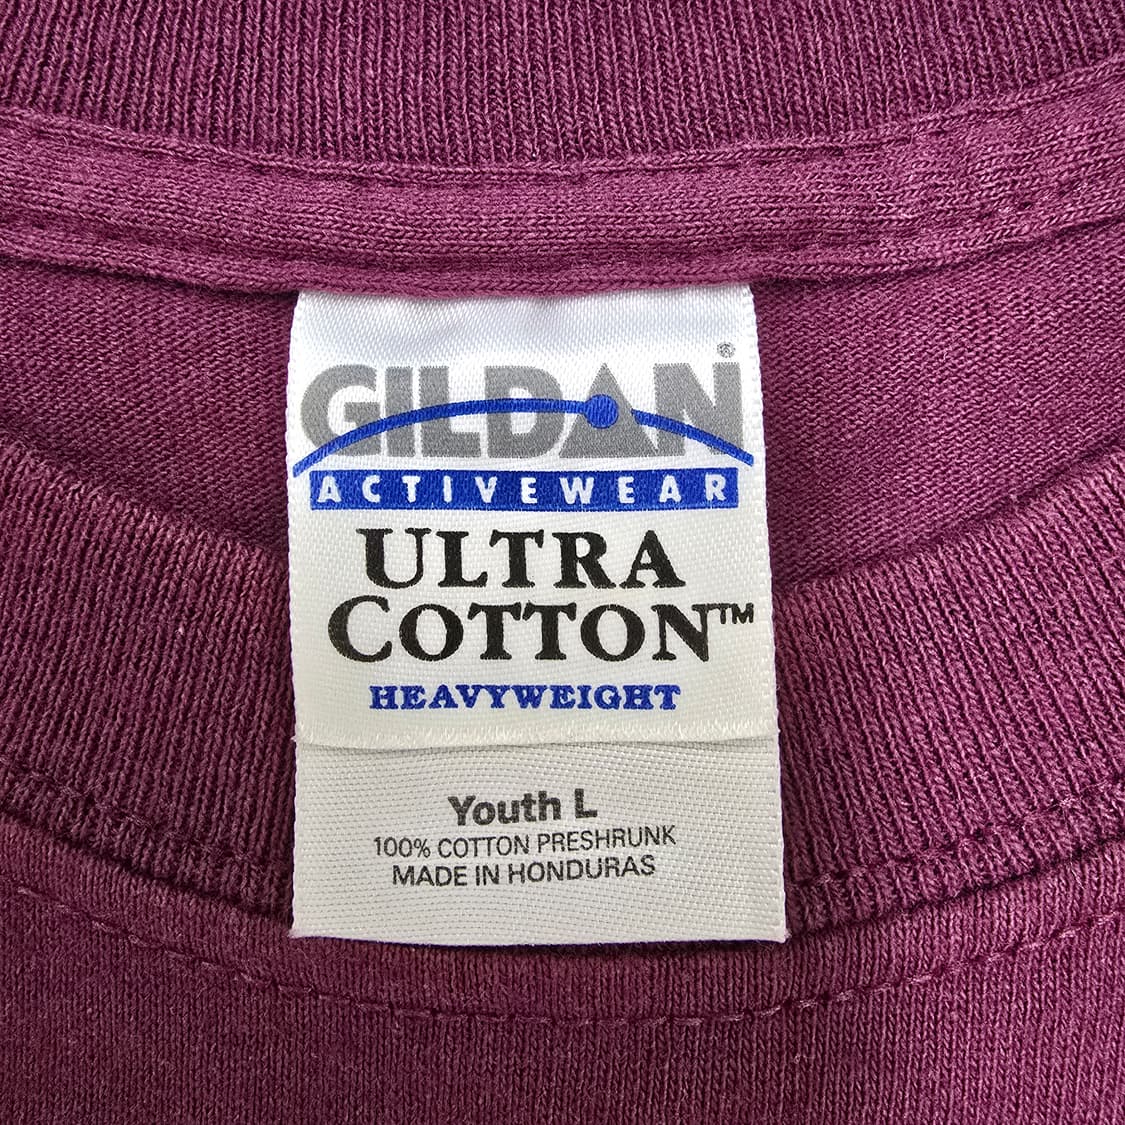 GILDAN®
ACTIVEWEAR
ULTRA
COTTON™
HEAVYWEIGHT
Youth L
100% COTTON PRESHRUNK
MADE IN HONDURAS